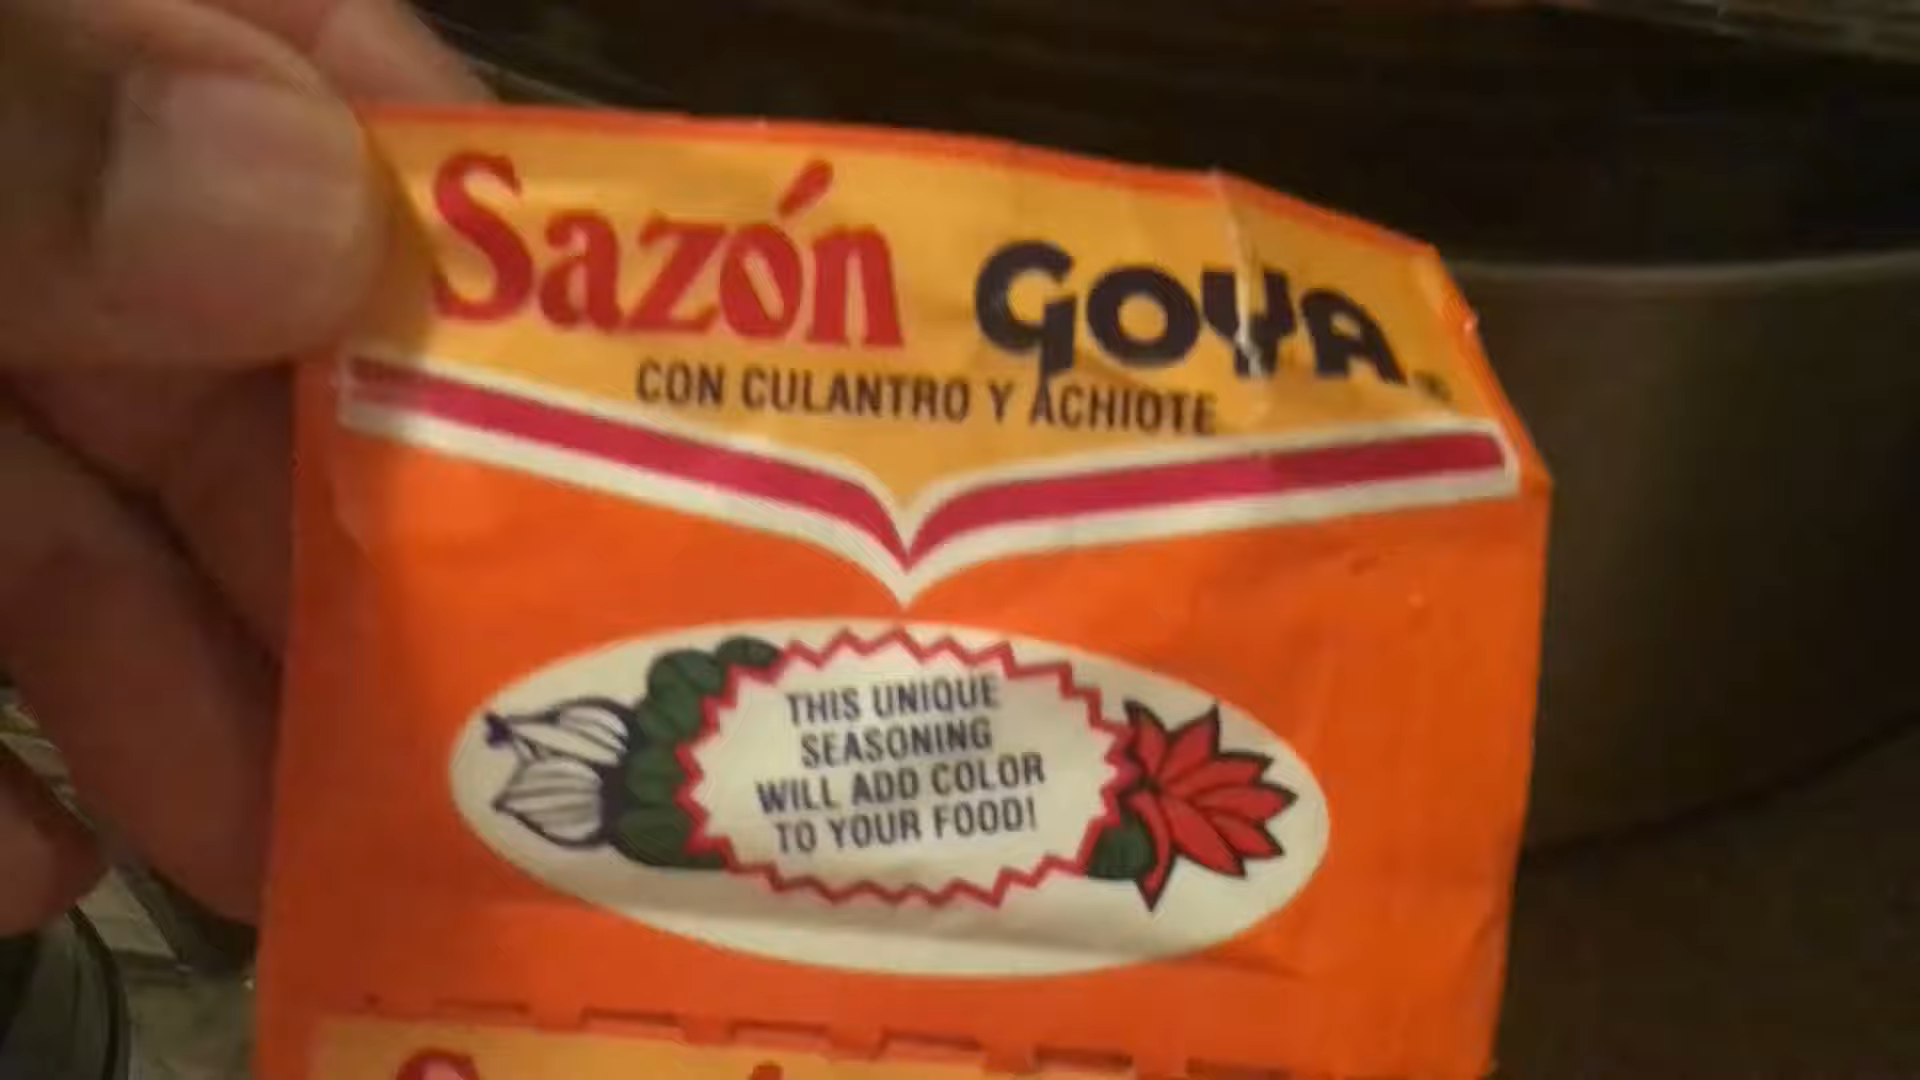 Sazón GOYA®
CON CULANTRO Y ACHIOTE
THIS UNIQUE
SEASONING
WILL ADD COLOR
TO YOUR FOOD!